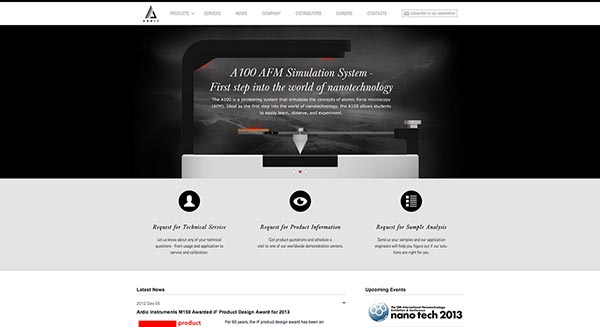 ARDIC
PRODUCTS SERVICES NEWS COMPANY DISTRIBUTORS CAREERS CONTACTS subscribe to our newsletter
A100 AFM Simulation System -
First step into the world of nanotechnology
The A100 is a pioneering system that simulates the concepts of atomic force microscopy
(AFM). Ideal as the first step into the world of nanotechnology, the A100 allows students
to easily learn, observe, and experiment.
Request for Technical Service
Request for Product Information
Request for Sample Analysis
Let us know about any of your technical
questions - from usage and application to
service and calibration.
Get product quotations and schedule a
visit to one of our worldwide demonstration centers.
Send us your samples and our application
engineers will help you figure out if our solu-
tions are right for you.
Latest News
Upcoming Events
2012 Dec 05
Ardic Instruments M150 Awarded iF Product Design Award for 2013
product
For 60 years, the iF product design award has been an
The 12th International Nanotechnology
Exhibition & Conference
nano tech 2013